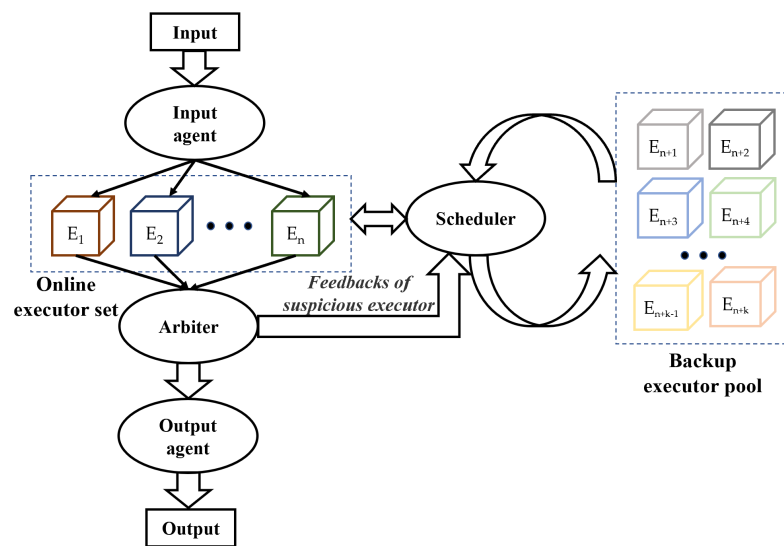 Input
Input
agent
E1
E2
En
Online
executor set
Scheduler
Feedbacks of
suspicious executor
Arbiter
Output
agent
Output
En+1
En+2
En+3
En+4
En+k-1
En+k
Backup
executor pool